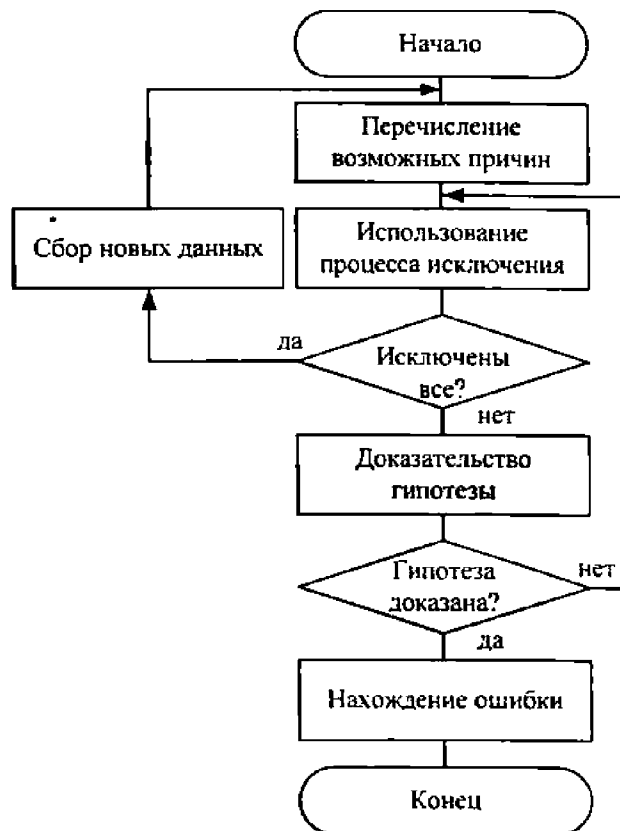 Начало
Перечисление
возможных причин
Сбор новых данных
Использование
процесса исключения
да
Исключены
все?
нет
Доказательство
гипотезы
Гипотеза
доказана?
нет
да
Нахождение ошибки
Конец